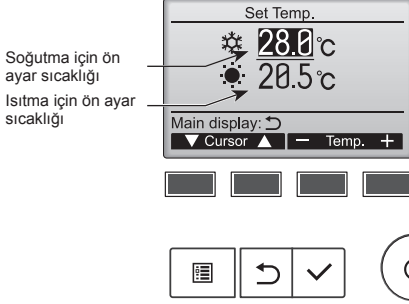 Set Temp.
Soğutma için ön
ayar sıcaklığı
28.0 °C
Isıtma için ön ayar
sıcaklığı
20.5 °C
Main display: ⮌
▼ Cursor ▲ − Temp. +